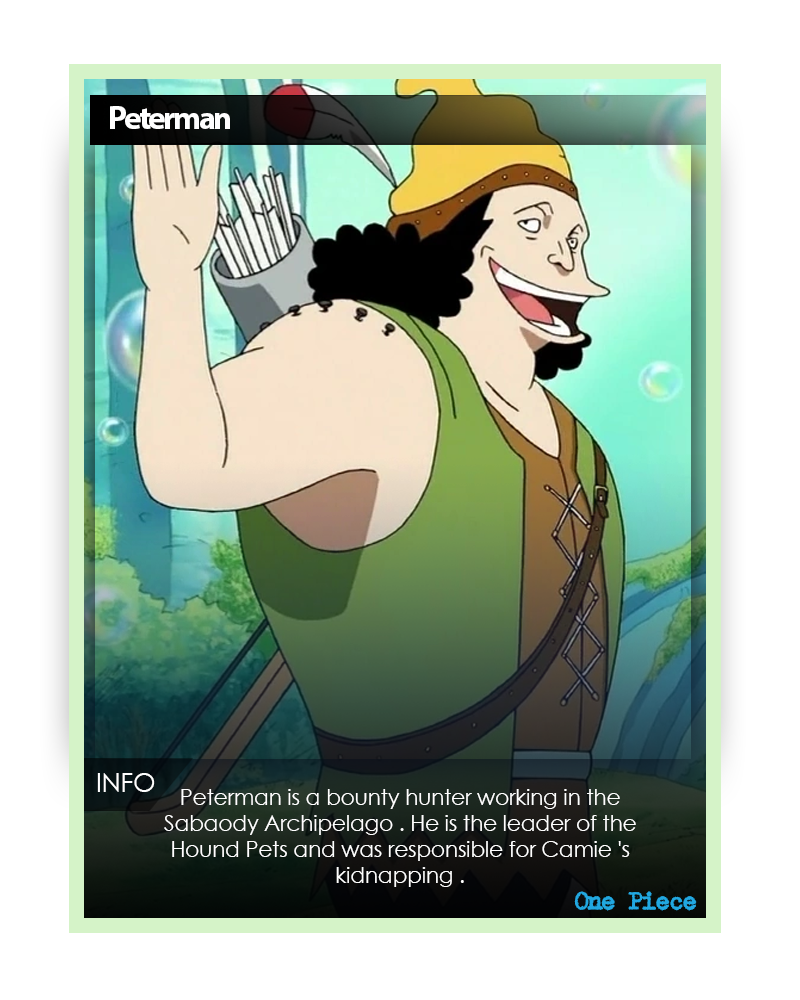 Peterman
INFO
Peterman is a bounty hunter working in the
Sabaody Archipelago . He is the leader of the
Hound Pets and was responsible for Camie 's
kidnapping .
One Piece